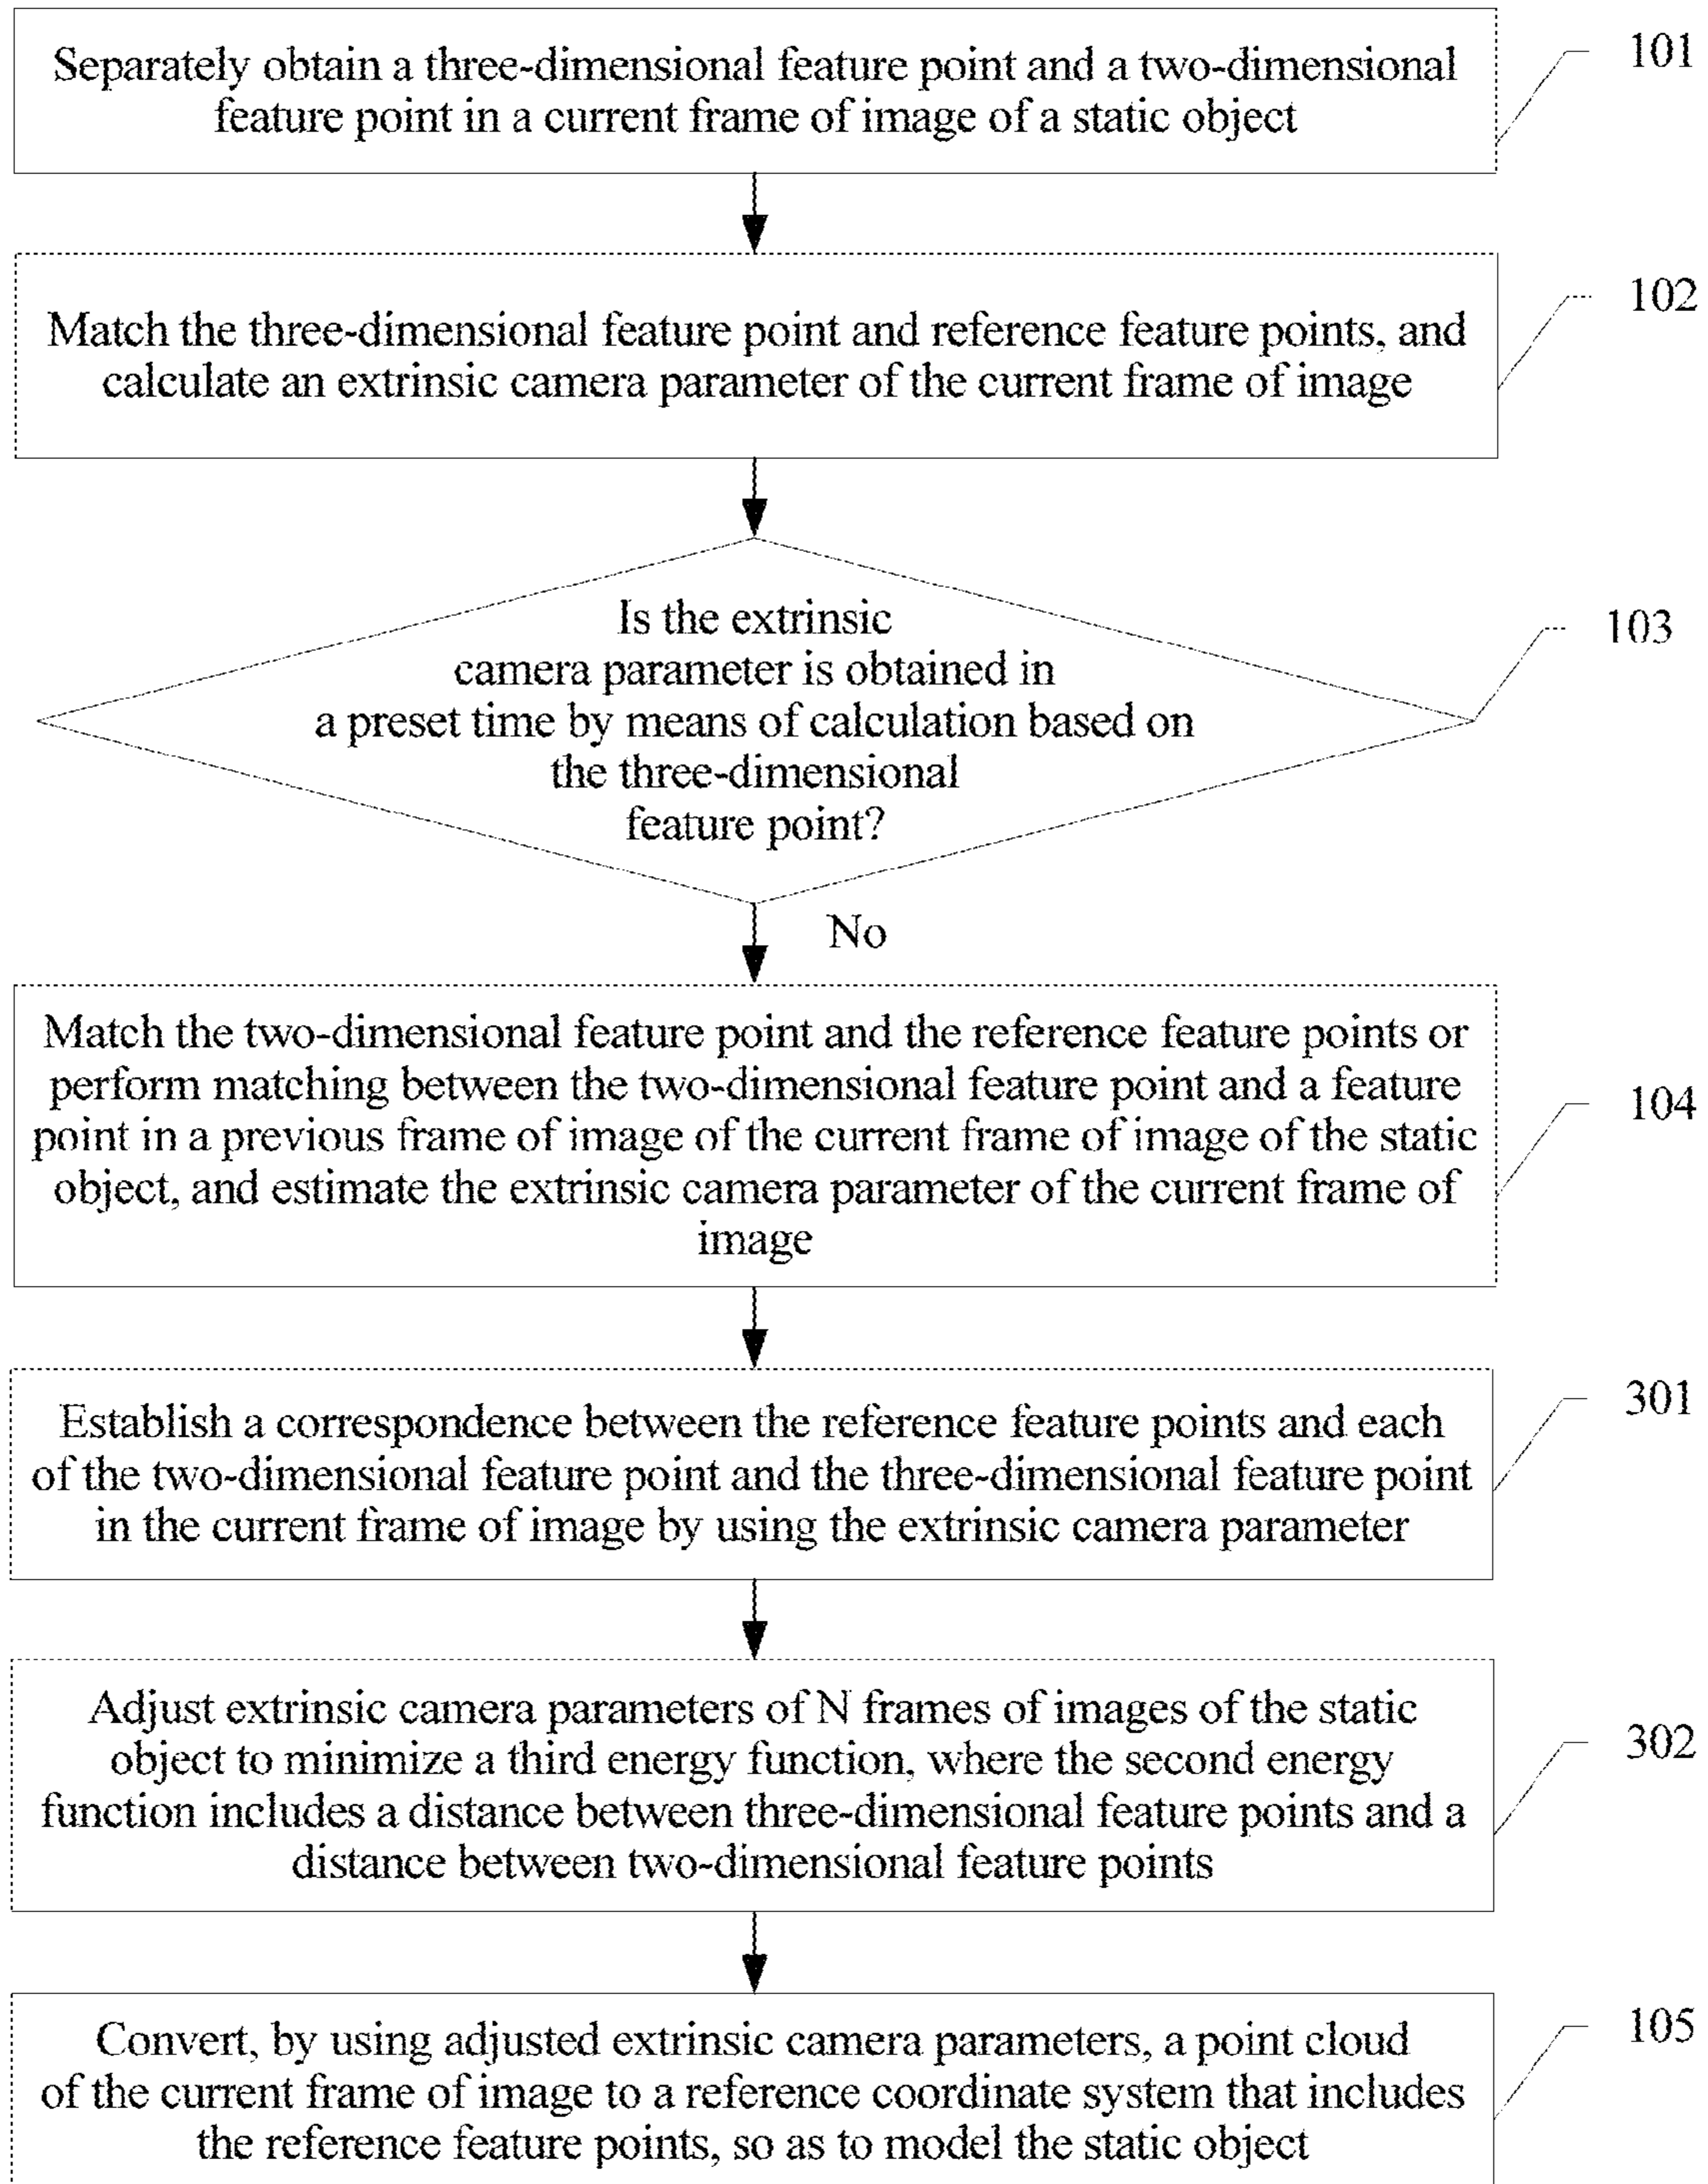 Separately obtain a three-dimensional feature point and a two-dimensional
feature point in a current frame of image of a static object
101
Match the three-dimensional feature point and reference feature points, and
calculate an extrinsic camera parameter of the current frame of image
102
Is the extrinsic
camera parameter is obtained in
a preset time by means of calculation based on
the three-dimensional
feature point?
103
No
Match the two-dimensional feature point and the reference feature points or
perform matching between the two-dimensional feature point and a feature
point in a previous frame of image of the current frame of image of the static
object, and estimate the extrinsic camera parameter of the current frame of
image
104
Establish a correspondence between the reference feature points and each
of the two-dimensional feature point and the three-dimensional feature point
in the current frame of image by using the extrinsic camera parameter
301
Adjust extrinsic camera parameters of N frames of images of the static
object to minimize a third energy function, where the second energy
function includes a distance between three-dimensional feature points and a
distance between two-dimensional feature points
302
Convert, by using adjusted extrinsic camera parameters, a point cloud
of the current frame of image to a reference coordinate system that includes
the reference feature points, so as to model the static object
105